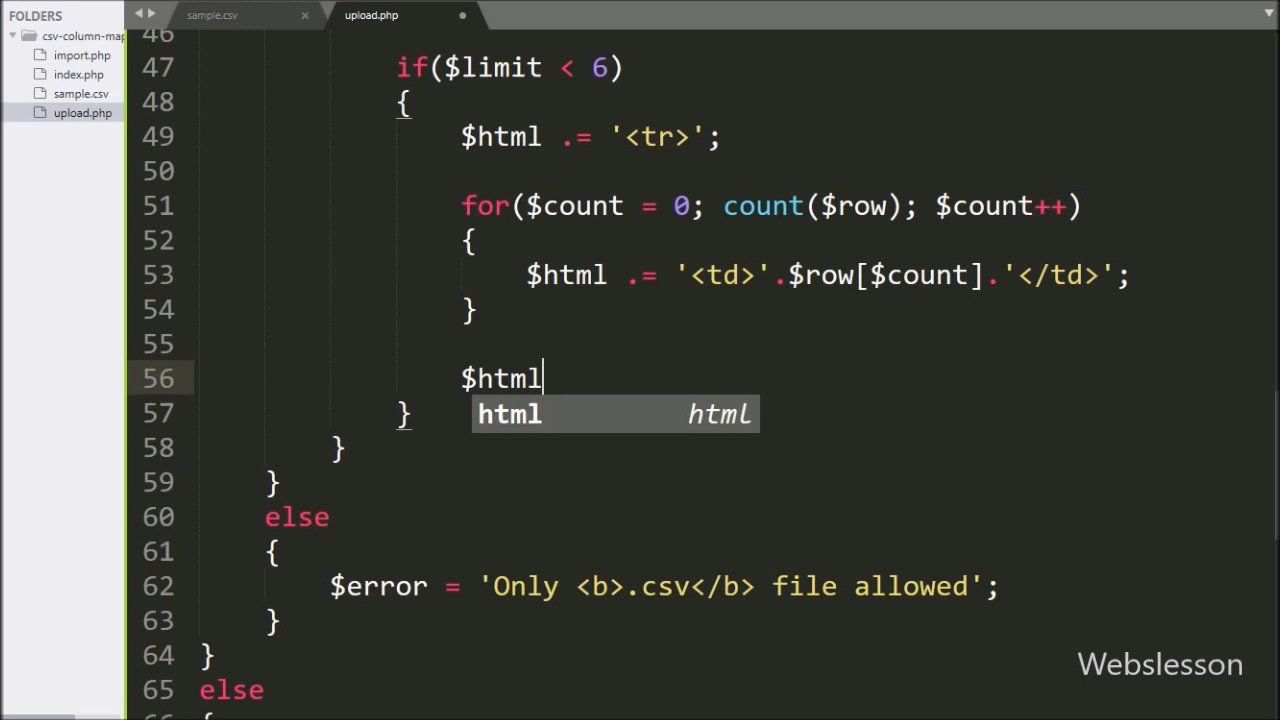 FOLDERS
csv-column-map
import.php
index.php
sample.csv
upload.php
sample.csv × upload.php
46
47 if($limit < 6)
48 {
49 $html .= '<tr>';
50
51 for($count = 0; count($row); $count++)
52 {
53 $html .= '<td>'.$row[$count].'</td>';
54 }
55
56 $html
html html
57 }
58 }
59 }
60 else
61 {
62 $error = 'Only <b>.csv</b> file allowed';
63 }
64 }
65 else
66 {
Webslesson